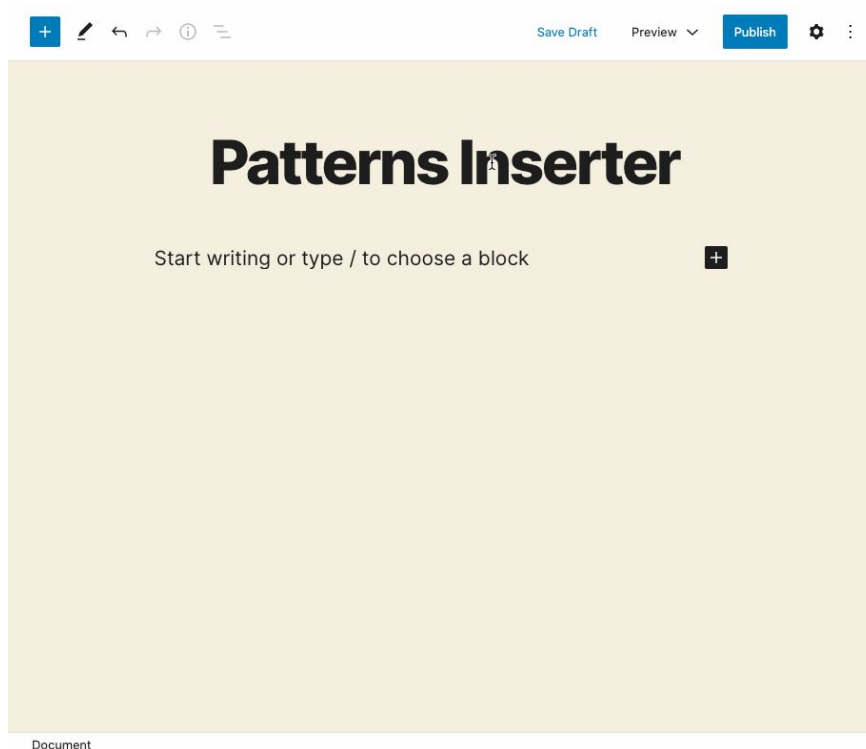 Save Draft Preview Publish
Patterns Inserter
Start writing or type / to choose a block
Document